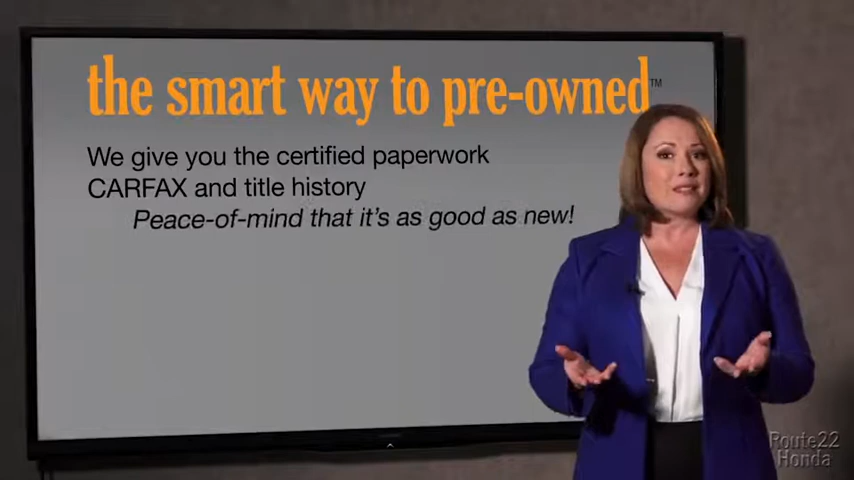 the smart way to pre-owned™
We give you the certified paperwork
CARFAX and title history
Peace-of-mind that it's as good as new!
Route22
Honda